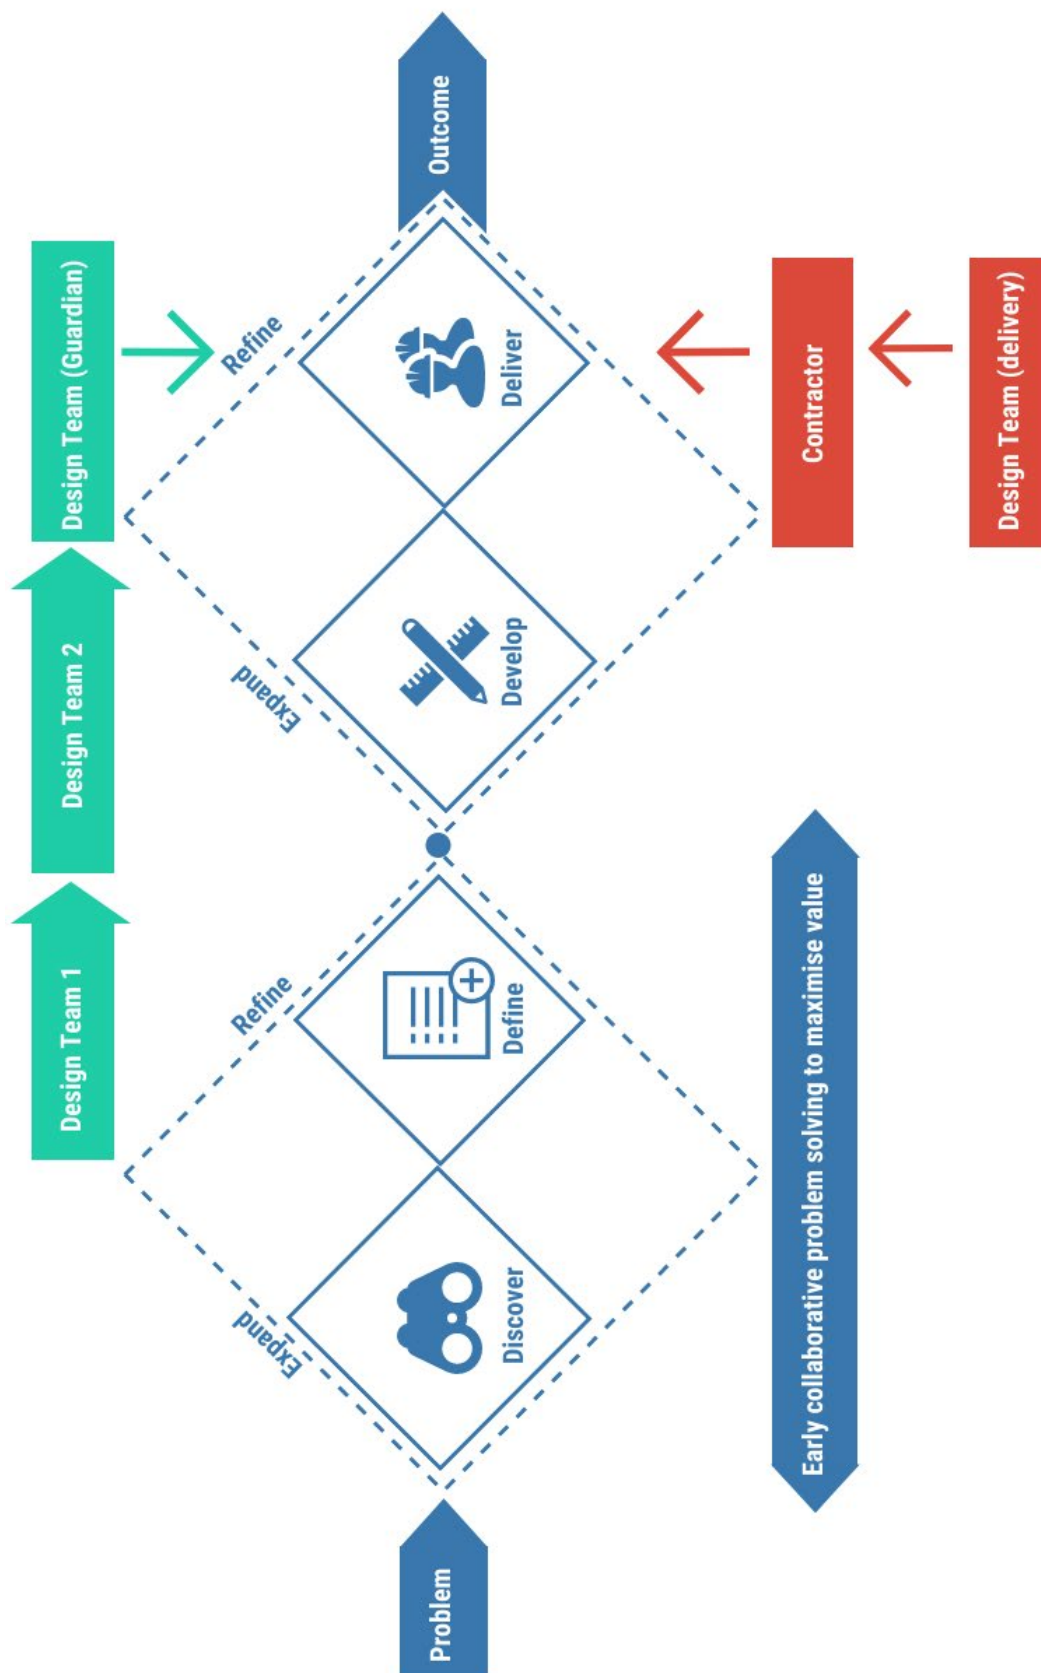 Design Team 1
Design Team 2
Design Team (Guardian)
Expand
Refine
Expand
Refine
Problem
Discover
Define
Develop
Deliver
Outcome
Early collaborative problem solving to maximise value
Contractor
Design Team (delivery)